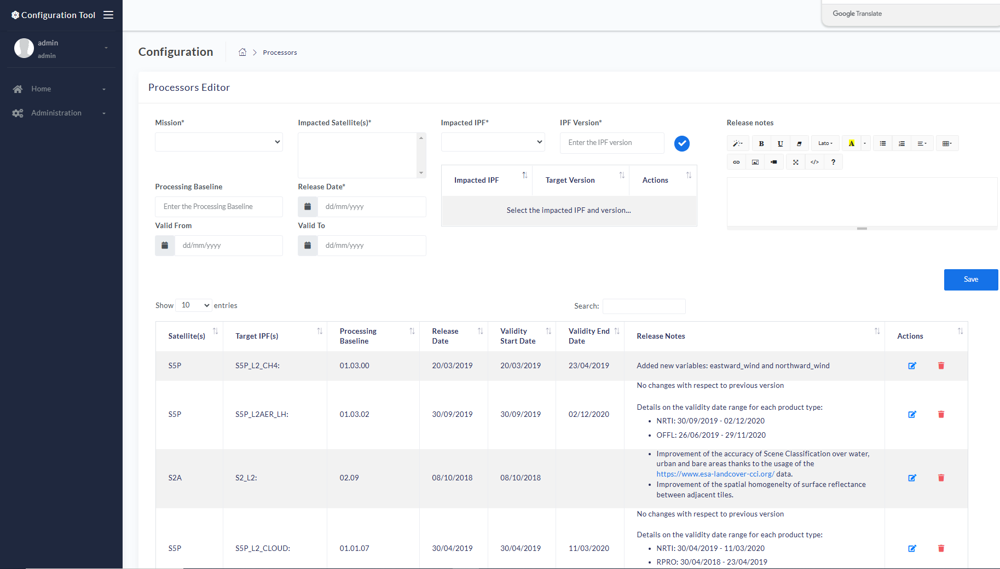 Configuration Tool
Google Translate
admin
admin
Configuration
Processors
Home
Administration
Processors Editor
Mission*
Impacted Satellite(s)*
Impacted IPF*
IPF Version*
Release notes
Enter the IPF version
B U Lato A
</> ?
Impacted IPF Target Version Actions
Select the impacted IPF and version...
Processing Baseline
Release Date*
Enter the Processing Baseline
dd/mm/yyyy
Valid From
Valid To
dd/mm/yyyy
dd/mm/yyyy
Save
Show 10 entries
Search:
Satellite(s) Target IPF(s) Processing Baseline Release Date Validity Start Date Validity End Date Release Notes Actions
S5P S5P_L2_CH4: 01.03.00 20/03/2019 20/03/2019 23/04/2019 Added new variables: eastward_wind and northward_wind
S5P S5P_L2AER_LH: 01.03.02 30/09/2019 30/09/2019 02/12/2020 No changes with respect to previous version
Details on the validity date range for each product type:
• NRTI: 30/09/2019 - 02/12/2020
• OFFL: 26/06/2019 - 29/11/2020
S2A S2_L2: 02.09 08/10/2018 08/10/2018
• Improvement of the accuracy of Scene Classification over water,
urban and bare areas thanks to the usage of the
https://www.esa-landcover-cci.org/ data.
• Improvement of the spatial homogeneity of surface reflectance
between adjacent tiles.
S5P S5P_L2_CLOUD: 01.01.07 30/04/2019 30/04/2019 11/03/2020 No changes with respect to previous version
Details on the validity date range for each product type:
• NRTI: 30/04/2019 - 11/03/2020
• RPRO: 30/04/2018 - 23/04/2019